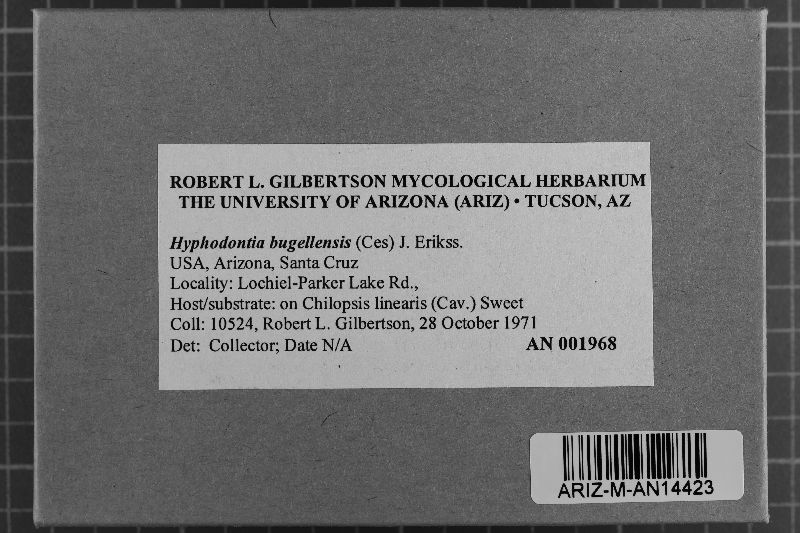 ROBERT L. GILBERTSON MYCOLOGICAL HERBARIUM
THE UNIVERSITY OF ARIZONA (ARIZ) • TUCSON, AZ
Hyphodontia bugellensis (Ces) J. Erikss.
USA, Arizona, Santa Cruz
Locality: Lochiel-Parker Lake Rd.,
Host/substrate: on Chilopsis linearis (Cav.) Sweet
Coll: 10524, Robert L. Gilbertson, 28 October 1971
Det: Collector; Date N/A AN 001968
ARIZ-M-AN14423